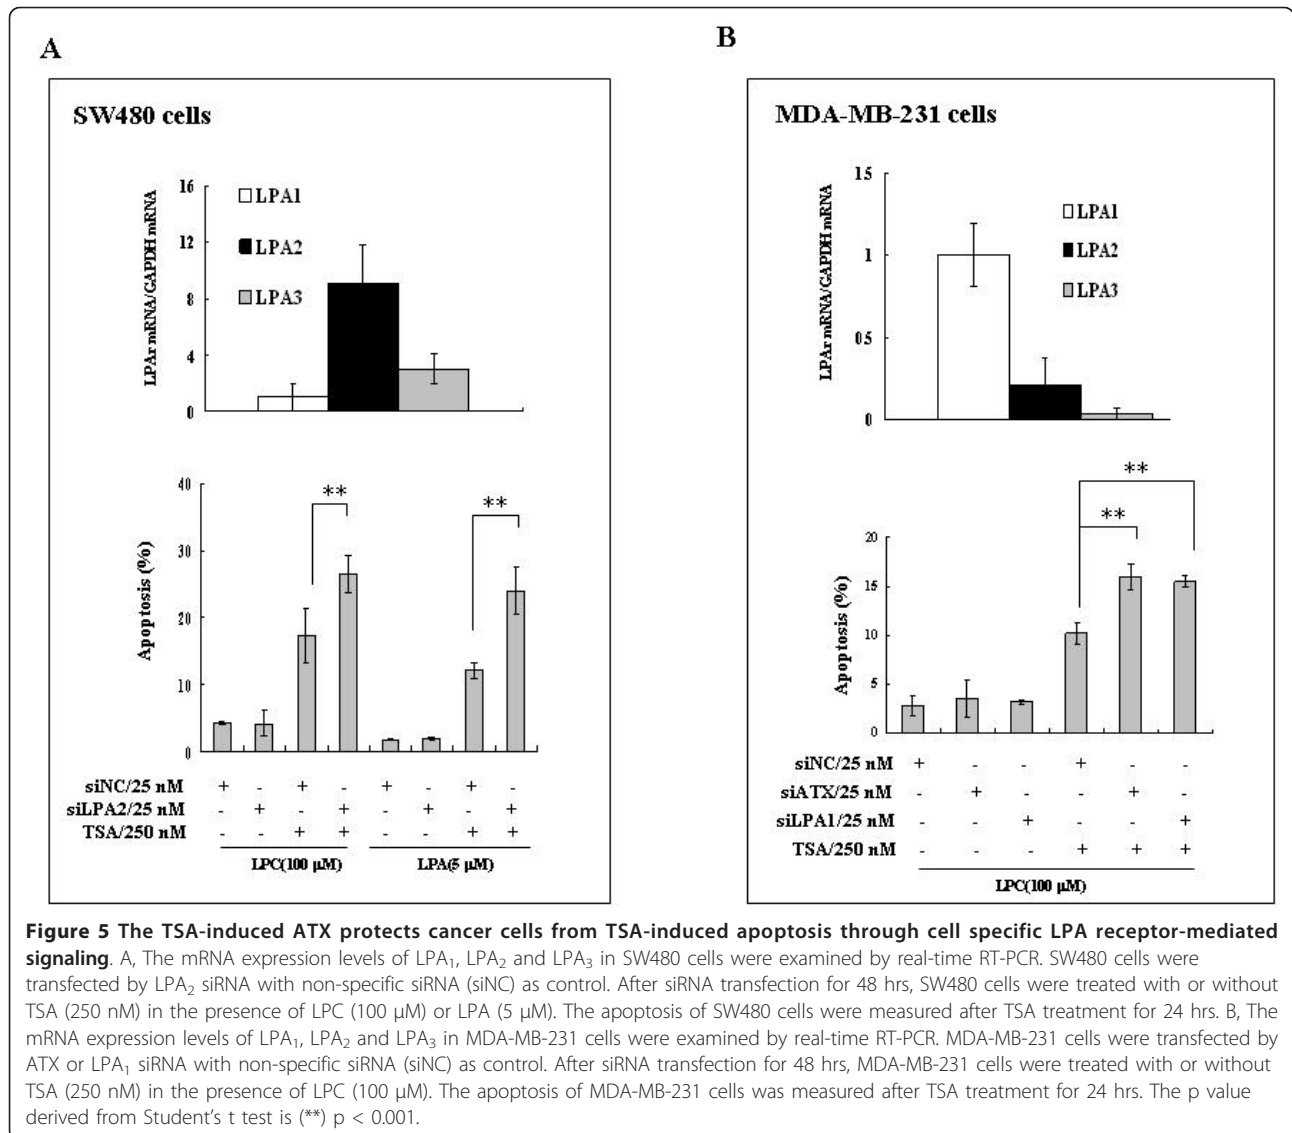 A
SW480 cells
LPAr mRNA/GAPDH mRNA
16
12
8
4
0
LPA1
LPA2
LPA3
Apoptosis (%)
40
30
20
10
0
**
**
siNC/25 nM + - + - + - + -
siLPA2/25 nM - + - + - + - +
TSA/250 nM - - + + - - + +
LPC(100 µM) LPA(5 µM)
B
MDA-MB-231 cells
LPAr mRNA/GAPDH mRNA
15
1
05
0
LPA1
LPA2
LPA3
Apoptosis (%)
20
15
10
5
0
**
**
siNC/25 nM + - - + - -
siATX/25 nM - + - - + -
siLPA1/25 nM - - + - - +
TSA/250 nM - - - + + +
LPC(100 µM)
Figure 5 The TSA-induced ATX protects cancer cells from TSA-induced apoptosis through cell specific LPA receptor-mediated
signaling. A, The mRNA expression levels of LPA₁, LPA₂ and LPA₃ in SW480 cells were examined by real-time RT-PCR. SW480 cells were
transfected by LPA₂ siRNA with non-specific siRNA (siNC) as control. After siRNA transfection for 48 hrs, SW480 cells were treated with or without
TSA (250 nM) in the presence of LPC (100 μM) or LPA (5 μM). The apoptosis of SW480 cells were measured after TSA treatment for 24 hrs. B, The
mRNA expression levels of LPA₁, LPA₂ and LPA₃ in MDA-MB-231 cells were examined by real-time RT-PCR. MDA-MB-231 cells were transfected by
ATX or LPA₁ siRNA with non-specific siRNA (siNC) as control. After siRNA transfection for 48 hrs, MDA-MB-231 cells were treated with or without
TSA (250 nM) in the presence of LPC (100 μM). The apoptosis of MDA-MB-231 cells was measured after TSA treatment for 24 hrs. The p value
derived from Student's t test is (**) p < 0.001.